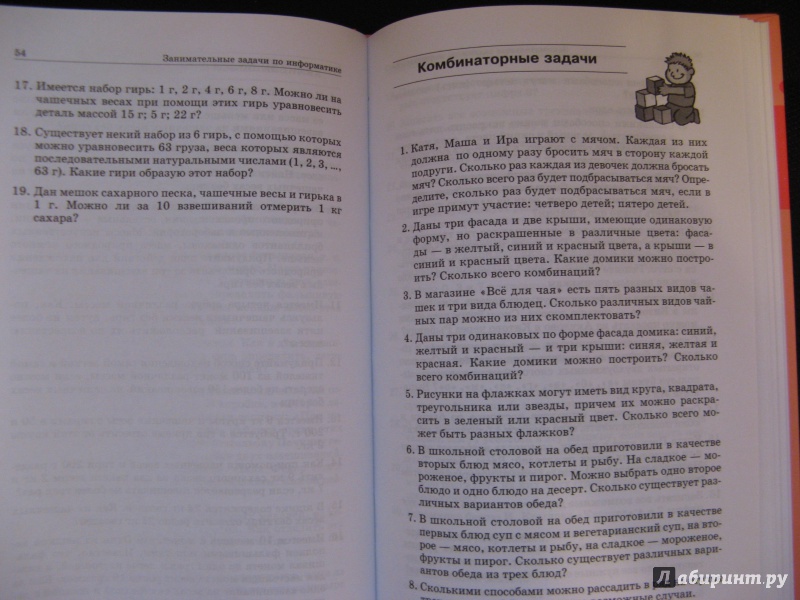 54
Занимательные задачи по информатике
17. Имеется набор гирь: 1 г, 2 г, 4 г, 6 г, 8 г. Можно ли на
чашечных весах при помощи этих гирь уравновесить
деталь массой 15 г; 5 г; 22 г?
18. Существует некий набор из 6 гирь, с помощью которых
можно уравновесить 63 груза, веса которых являются
последовательными натуральными числами (1, 2, 3, ...,
63 г). Какие гири образую этот набор?
19. Дан мешок сахарного песка, чашечные весы и гирька в
1 г. Можно ли за 10 взвешиваний отмерить 1 кг
сахара?
Комбинаторные задачи
1. Катя, Маша и Ира играют с мячом. Каждая из них
должна по одному разу бросить мяч в сторону каждой
подруги. Сколько раз каждая из девочек должна бросать
мяч? Сколько всего раз будет подбрасываться мяч? Опре-
делите, сколько раз будет подбрасываться мяч, если в
игре примут участие: четверо детей; пятеро детей.
2. Даны три фасада и две крыши, имеющие одинаковую
форму, но раскрашенные в различные цвета: фаса-
ды — в желтый, синий и красный цвета, а крыши — в
синий и красный цвета. Какие домики можно постро-
ить? Сколько всего комбинаций?
3. В магазине «Всё для чая» есть пять разных видов ча-
шек и три вида блюдец. Сколько различных видов чай-
ных пар можно из них скомплектовать?
4. Даны три одинаковых по форме фасада домика: синий,
желтый и красный — и три крыши: синяя, желтая и
красная. Какие домики можно построить? Сколько
всего комбинаций?
5. Рисунки на флажках могут иметь вид круга, квадрата,
треугольника или звезды, причем их можно раскра-
сить в зеленый или красный цвет. Сколько всего мо-
жет быть разных флажков?
6. В школьной столовой на обед приготовили в качестве
вторых блюд мясо, котлеты и рыбу. На сладкое — мо-
роженое, фрукты и пирог. Можно выбрать одно второе
блюдо и одно блюдо на десерт. Сколько существует раз-
личных вариантов обеда?
7. В школьной столовой на обед приготовили в качестве
первых блюд суп с мясом и вегетарианский суп, на вто-
рое — мясо, котлеты и рыбу, на сладкое — мороженое,
фрукты и пирог. Сколько существует различных вари-
антов обеда из трех блюд?
8. Сколькими способами можно рассадить в
возможные случаи.
Лабиринт.ру